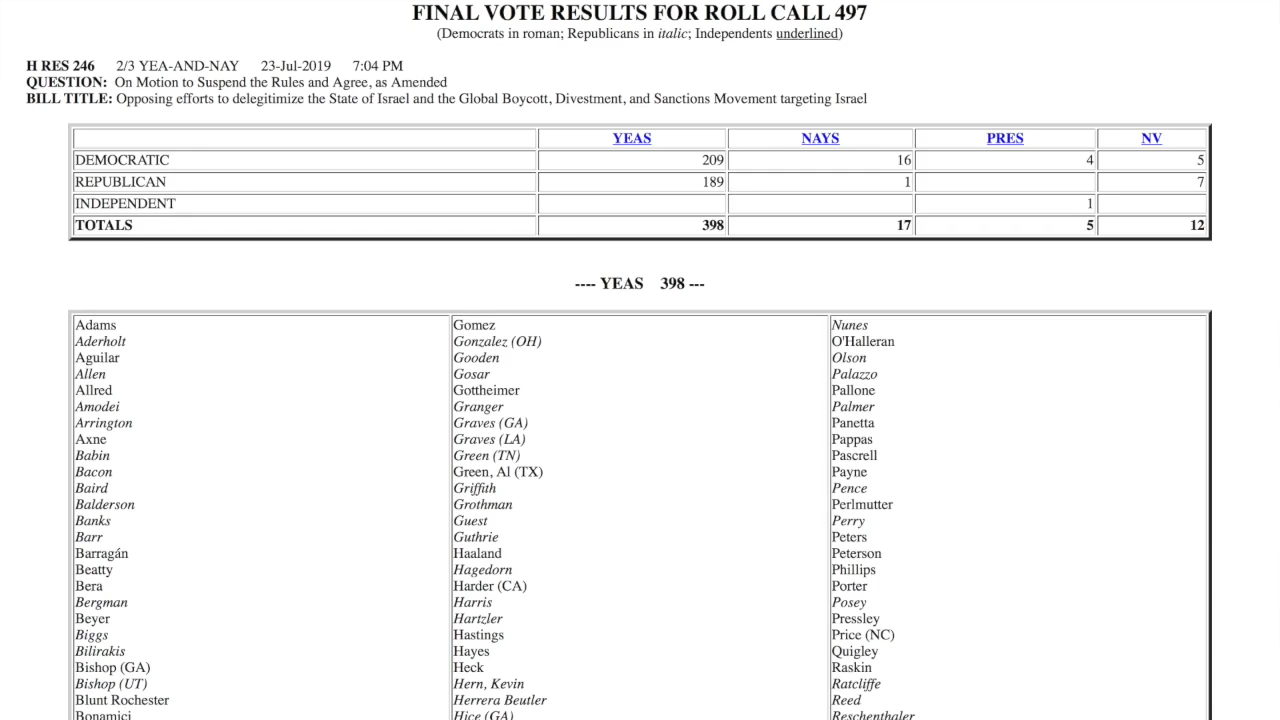 FINAL VOTE RESULTS FOR ROLL CALL 497
(Democrats in roman; Republicans in italic; Independents underlined)
H RES 246 2/3 YEA-AND-NAY 23-Jul-2019 7:04 PM
QUESTION: On Motion to Suspend the Rules and Agree, as Amended
BILL TITLE: Opposing efforts to delegitimize the State of Israel and the Global Boycott, Divestment, and Sanctions Movement targeting Israel
YEAS NAYS PRES NV
DEMOCRATIC 209 16 4 5
REPUBLICAN 189 1 7
INDEPENDENT 1
TOTALS 398 17 5 12
---- YEAS 398 ---
Adams
Aderholt
Aguilar
Allen
Allred
Amodei
Arrington
Axne
Babin
Bacon
Baird
Balderson
Banks
Barr
Barragán
Beatty
Bera
Bergman
Beyer
Biggs
Bilirakis
Bishop (GA)
Bishop (UT)
Blunt Rochester
Bonamici
Gomez
Gonzalez (OH)
Gooden
Gosar
Gottheimer
Granger
Graves (GA)
Graves (LA)
Green (TN)
Green, Al (TX)
Griffith
Grothman
Guest
Guthrie
Haaland
Hagedorn
Harder (CA)
Harris
Hartzler
Hastings
Hayes
Heck
Hern, Kevin
Herrera Beutler
Hice (GA)
Nunes
O'Halleran
Olson
Palazzo
Pallone
Palmer
Panetta
Pappas
Pascrell
Payne
Pence
Perlmutter
Perry
Peters
Peterson
Phillips
Porter
Posey
Pressley
Price (NC)
Quigley
Raskin
Ratcliffe
Reed
Reschenthaler